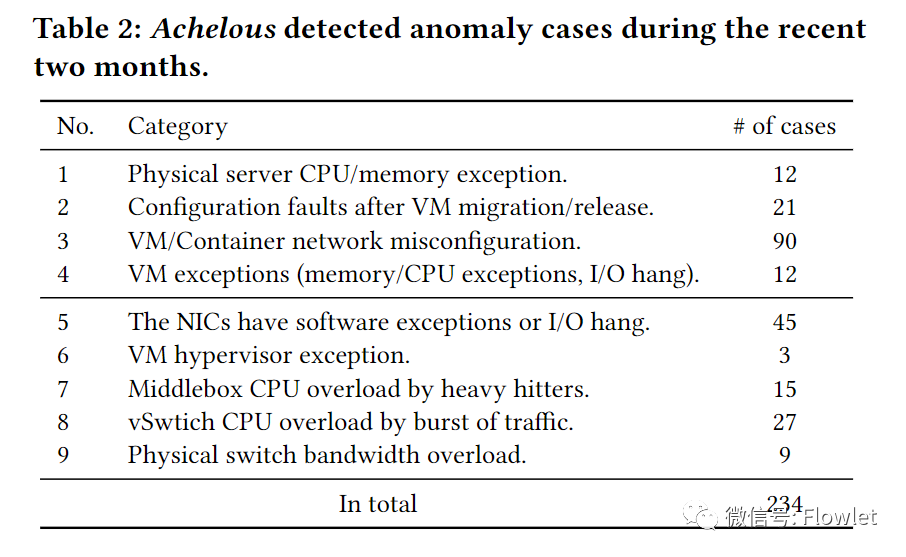 Table 2: Achelous detected anomaly cases during the recent
two months.
No. Category # of cases
1 Physical server CPU/memory exception. 12
2 Configuration faults after VM migration/release. 21
3 VM/Container network misconfiguration. 90
4 VM exceptions (memory/CPU exceptions, I/O hang). 12
5 The NICs have software exceptions or I/O hang. 45
6 VM hypervisor exception. 3
7 Middlebox CPU overload by heavy hitters. 15
8 vSwtich CPU overload by burst of traffic. 27
9 Physical switch bandwidth overload. 9
In total 234
微信号: Flowlet